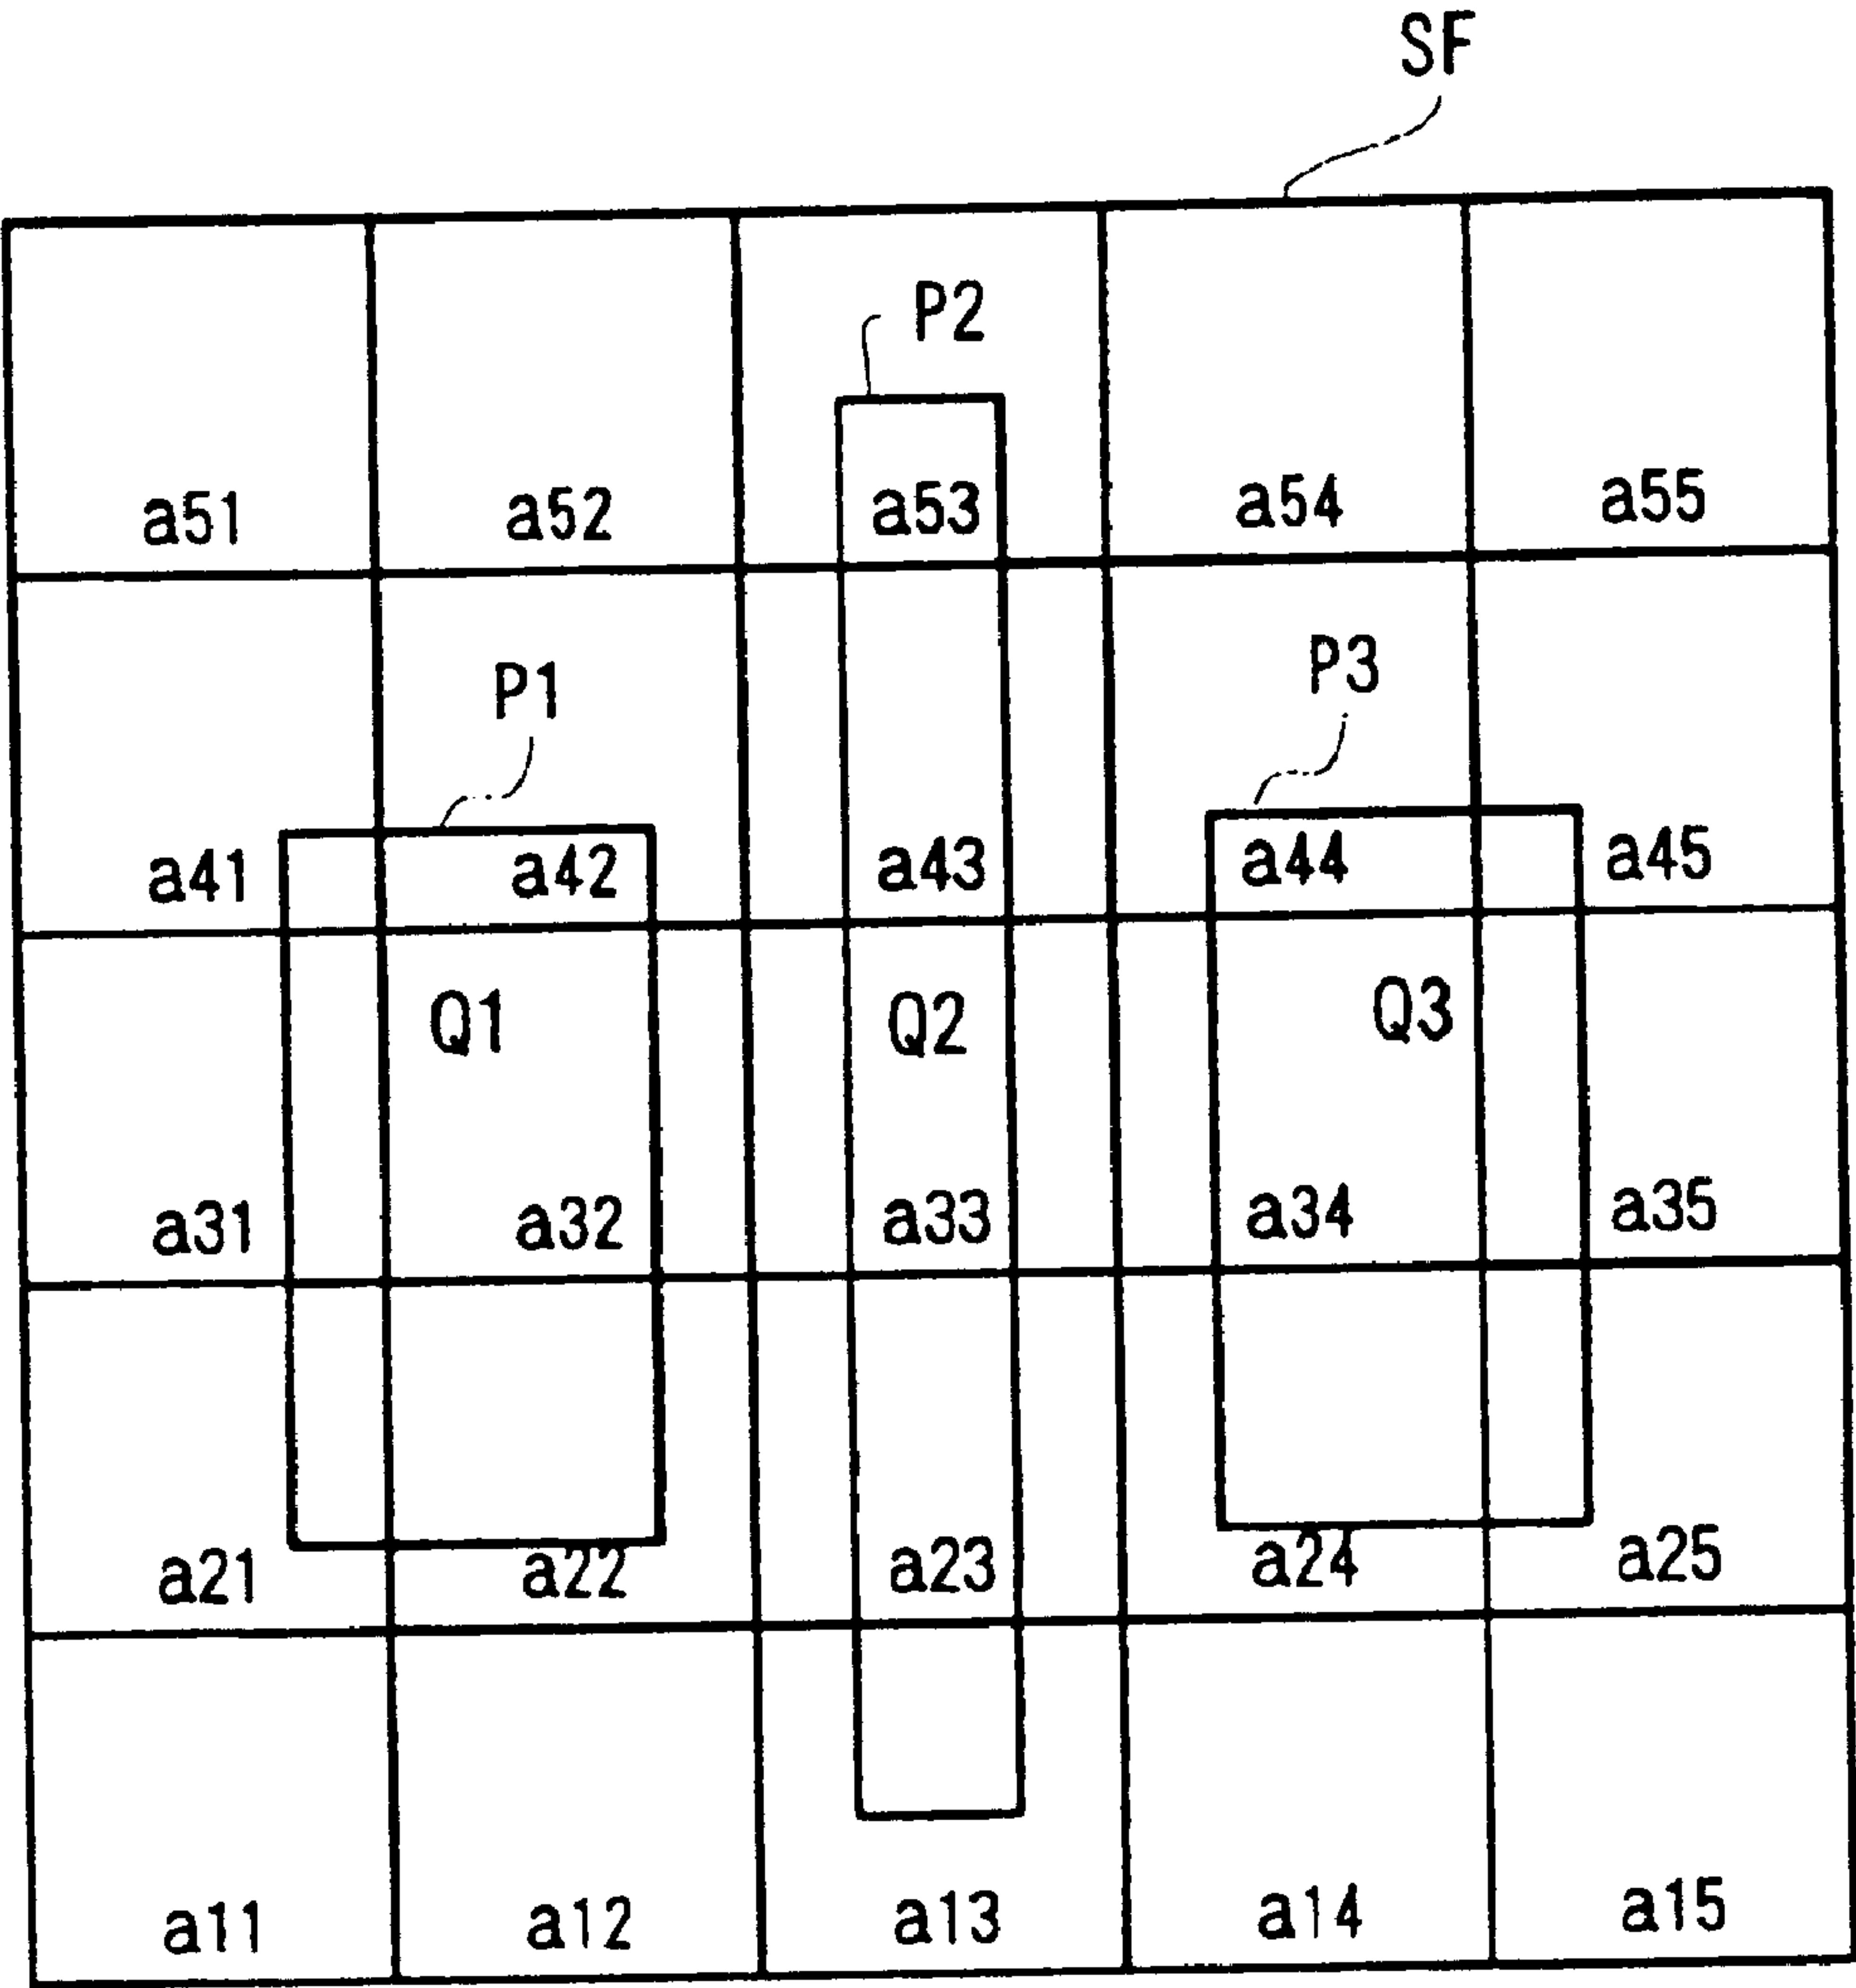 SF
P2
a51 a52 a53 a54 a55
P1 P3
a41 a42 a43 a44 a45
Q1 Q2 Q3
a31 a32 a33 a34 a35
a21 a22 a23 a24 a25
a11 a12 a13 a14 a15